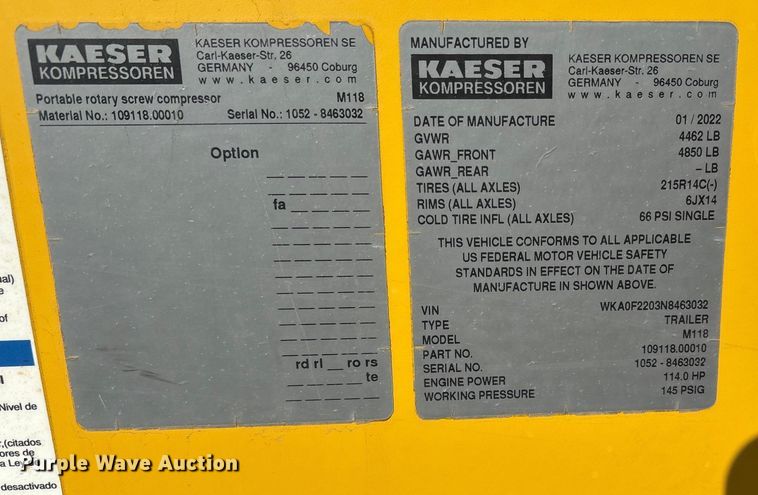 KAESER
KOMPRESSOREN
KAESER KOMPRESSOREN SE
Carl-Kaeser-Str. 26
GERMANY - 96450 Coburg
www.kaeser.com
Portable rotary screw compressor M118
Material No.: 109118.00010 Serial No.: 1052 - 8463032
Option
fa
rd rl ro rs
te
MANUFACTURED BY
KAESER
KOMPRESSOREN
KAESER KOMPRESSOREN SE
Carl-Kaeser-Str. 26
GERMANY - 96450 Coburg
www.kaeser.com
DATE OF MANUFACTURE 01 / 2022
GVWR 4462 LB
GAWR_FRONT 4850 LB
GAWR_REAR – LB
TIRES (ALL AXLES) 215R14C(-)
RIMS (ALL AXLES) 6JX14
COLD TIRE INFL (ALL AXLES) 66 PSI SINGLE
THIS VEHICLE CONFORMS TO ALL APPLICABLE
US FEDERAL MOTOR VEHICLE SAFETY
STANDARDS IN EFFECT ON THE DATE OF
MANUFACTURE IN SHOWN ABOVE.
VIN WKA0F2203N8463032
TYPE TRAILER
MODEL M118
PART NO. 109118.00010
SERIAL NO. 1052 - 8463032
ENGINE POWER 114.0 HP
WORKING PRESSURE 145 PSIG
of
Nivel de
(citados
ores de
a Ley
desactivado
Purple Wave Auction